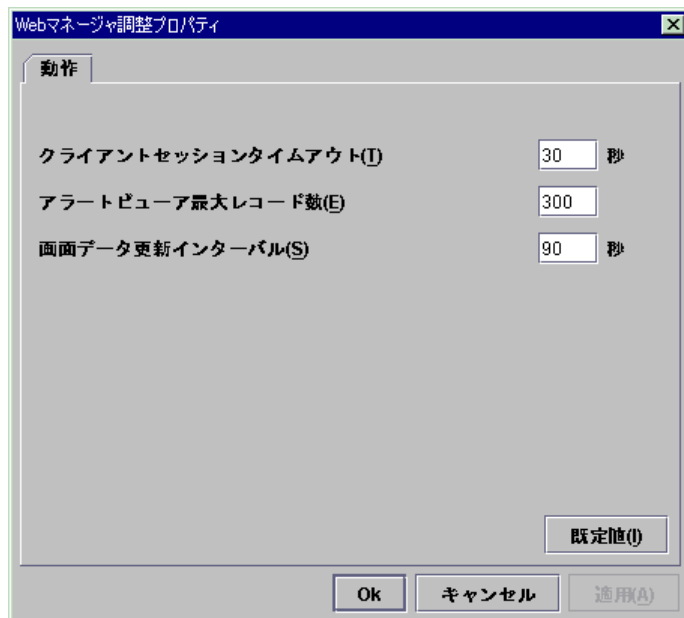 Webマネージャ調整プロパティ
動作
クライアントセッションタイムアウト(T) 30 秒
アラートビューア最大レコード数(E) 300
画面データ更新インターバル(S) 90 秒
既定値(I)
Ok キャンセル 適用(A)